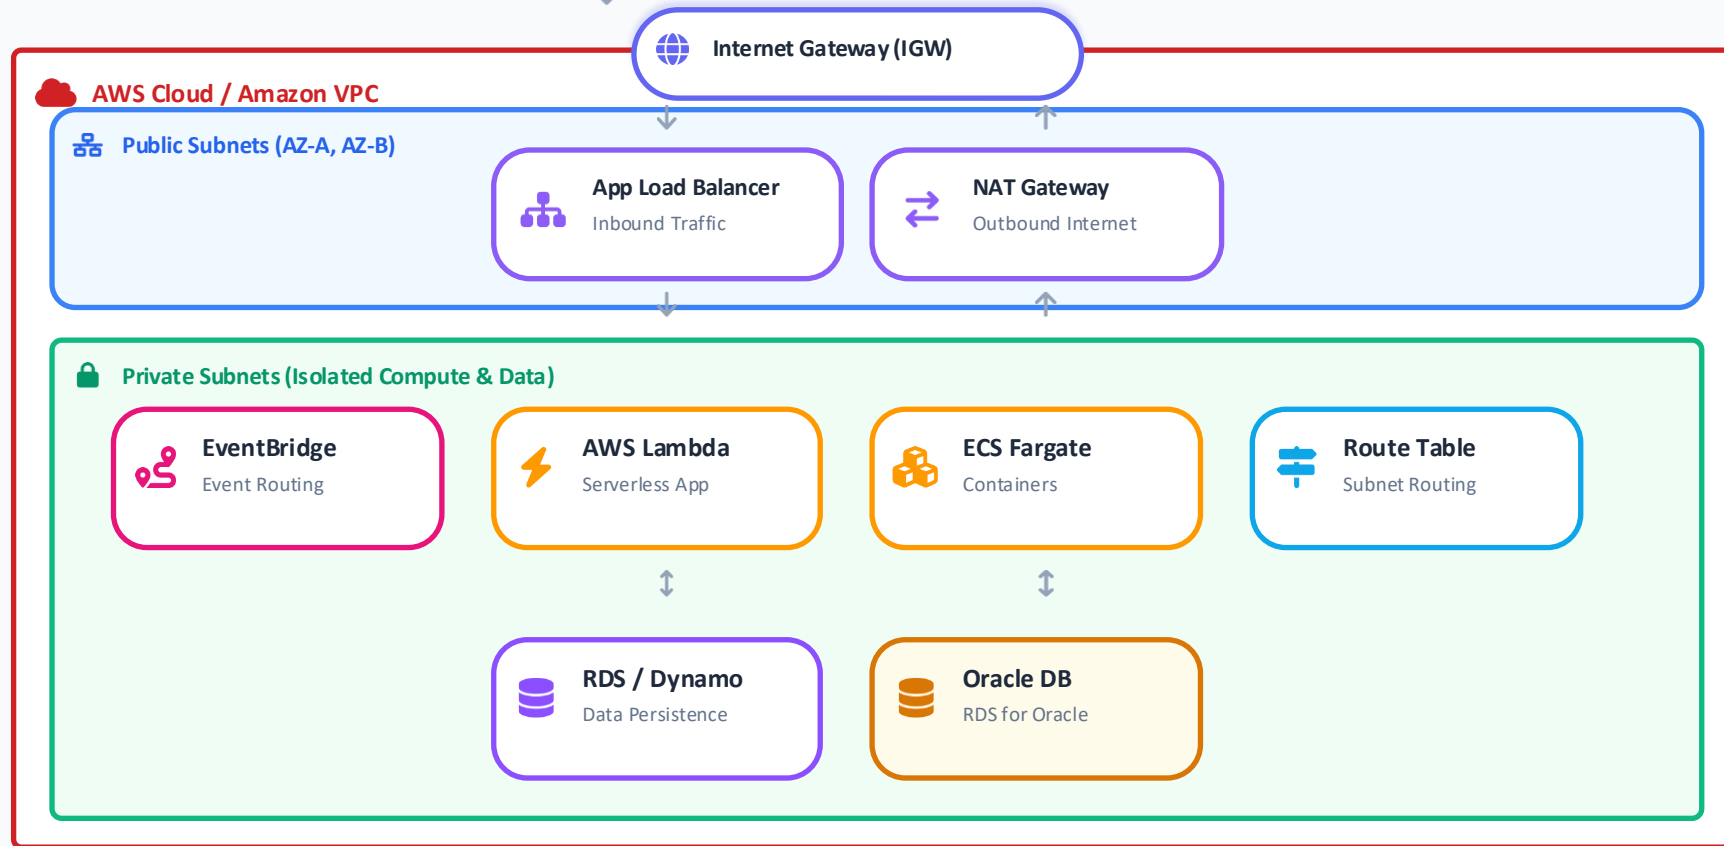 Internet Gateway (IGW)
AWS Cloud / Amazon VPC
Public Subnets (AZ-A, AZ-B)
App Load Balancer
Inbound Traffic
NAT Gateway
Outbound Internet
Private Subnets (Isolated Compute & Data)
EventBridge
Event Routing
AWS Lambda
Serverless App
ECS Fargate
Containers
Route Table
Subnet Routing
RDS / Dynamo
Data Persistence
Oracle DB
RDS for Oracle